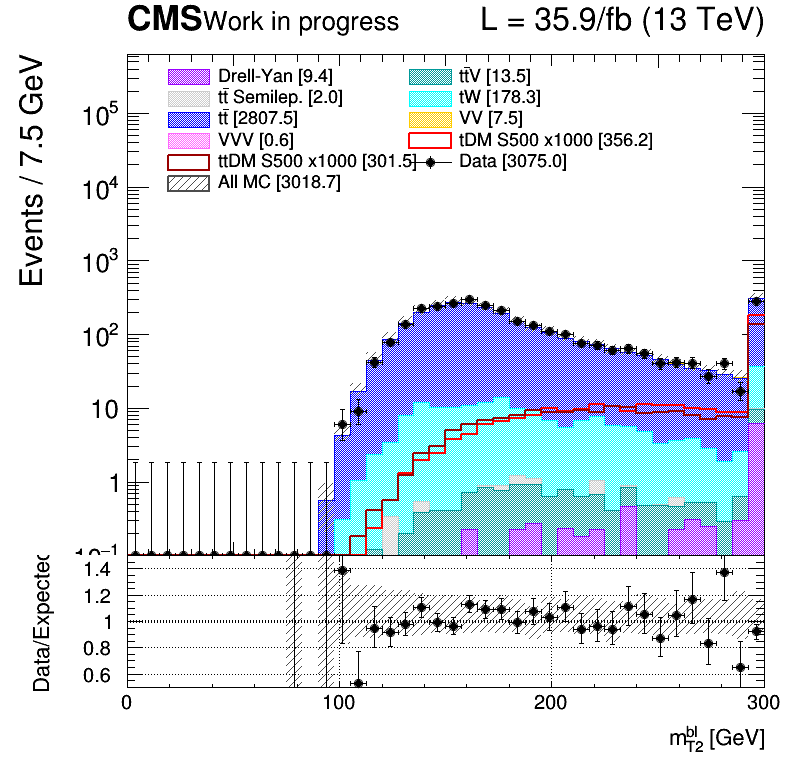 CMS Work in progress L = 35.9/fb (13 TeV)
Events / 7.5 GeV
Drell-Yan [9.4] tt̄V [13.5]
tt̄ Semilep. [2.0] tW [178.3]
tt̄ [2807.5] VV [7.5]
VVV [0.6] tDM S500 x1000 [356.2]
ttDM S500 x1000 [301.5] Data [3075.0]
All MC [3018.7]
10⁵
10⁴
10³
10²
10
1
10⁻¹
Data/Expected
1.4
1.2
1
0.8
0.6
0 100 200 300
m_{T2}^{bl} [GeV]